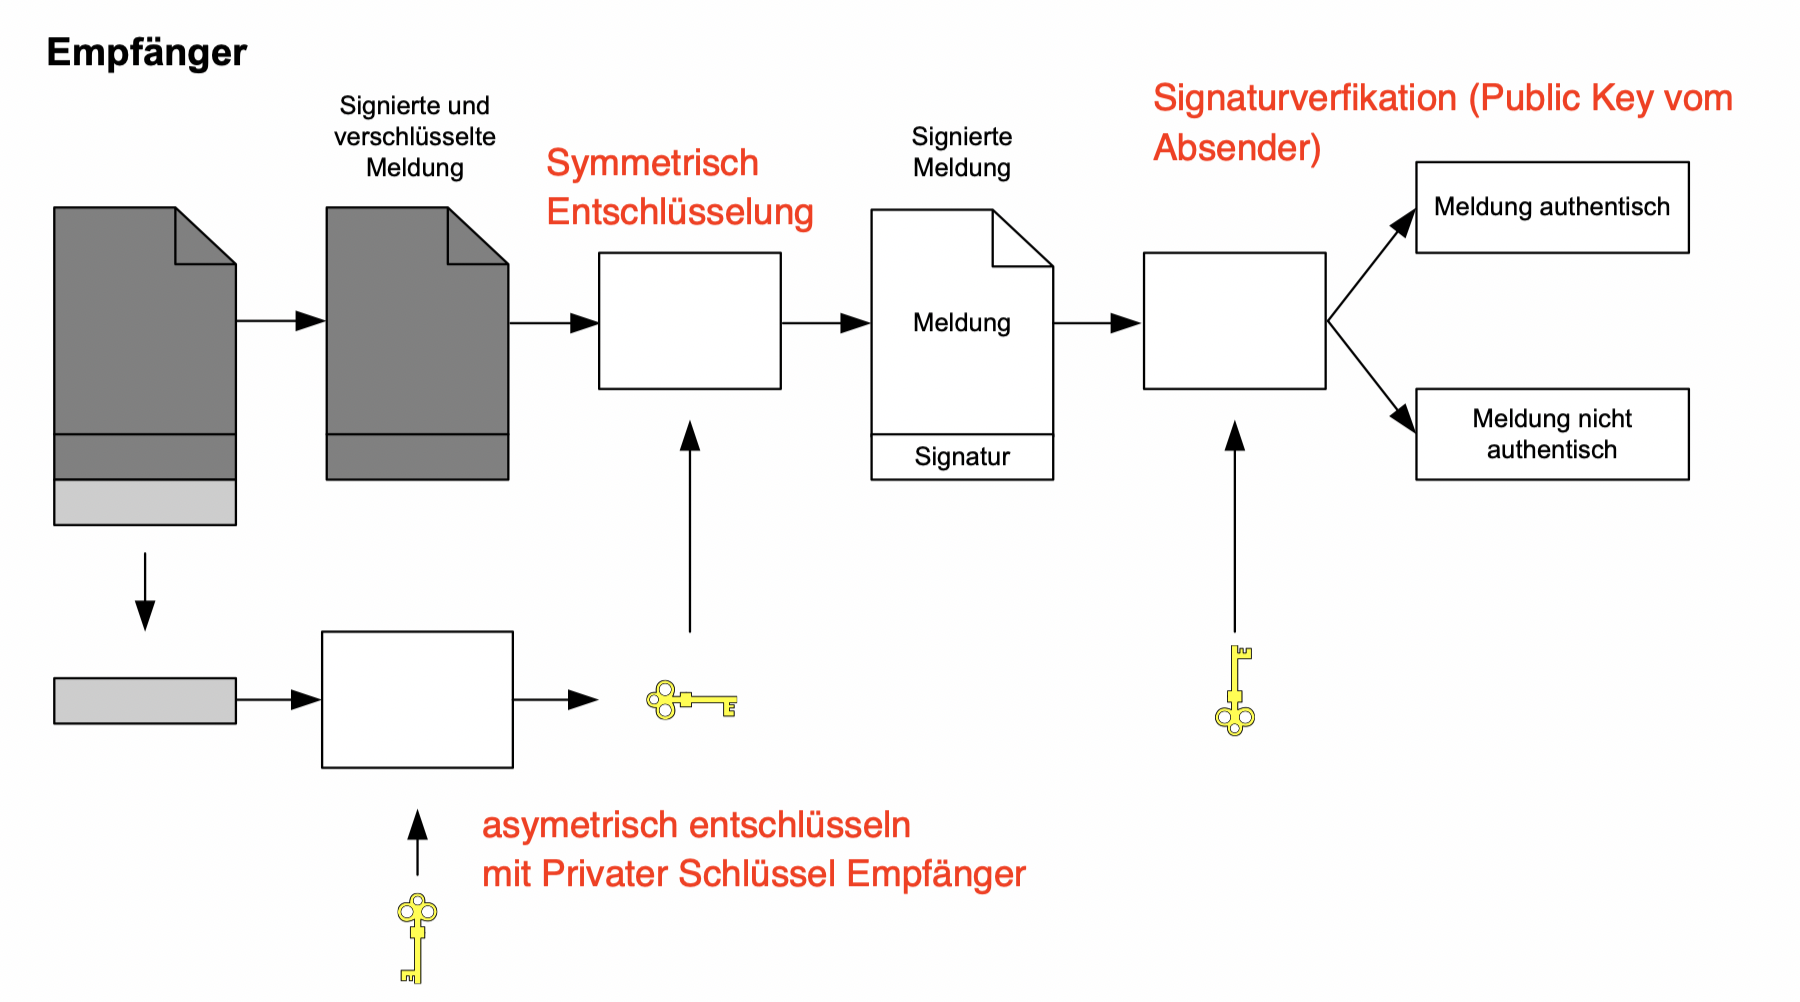 Empfänger
Signierte und
verschlüsselte
Meldung
Symmetrisch
Entschlüsselung
Signierte
Meldung
Signaturverfikation (Public Key vom
Absender)
Meldung authentisch
Meldung
Signatur
Meldung nicht
authentisch
asymetrisch entschlüsseln
mit Privater Schlüssel Empfänger